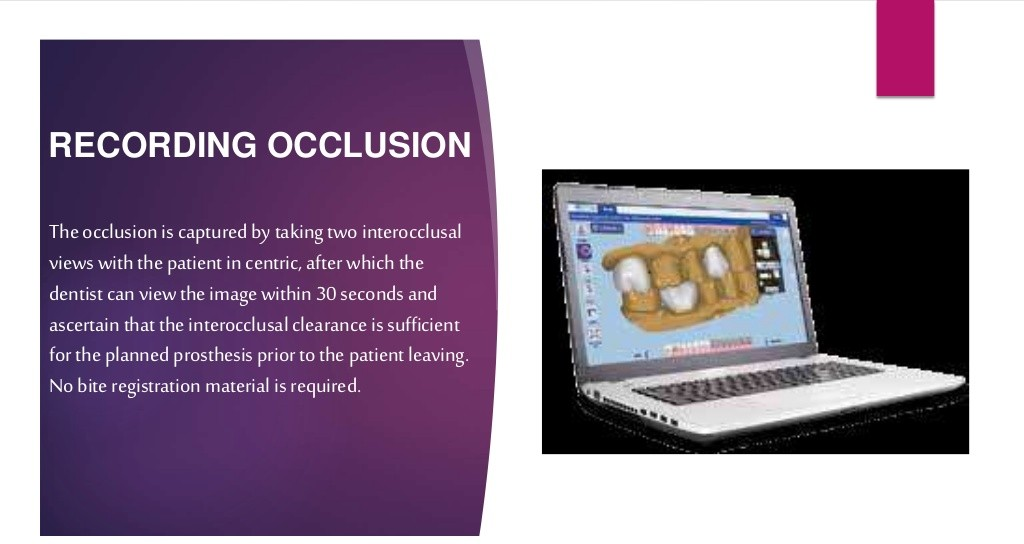 RECORDING OCCLUSION
The occlusion is captured by taking two interocclusal
views with the patient in centric, after which the
dentist can view the image within 30 seconds and
ascertain that the interocclusal clearance is sufficient
for the planned prosthesis prior to the patient leaving.
No bite registration material is required.